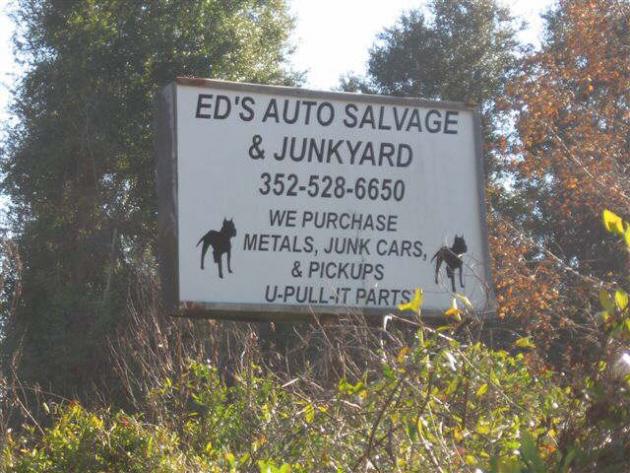 ED'S AUTO SALVAGE
& JUNKYARD
352-528-6650
WE PURCHASE
METALS, JUNK CARS,
& PICKUPS
U-PULL-IT PARTS